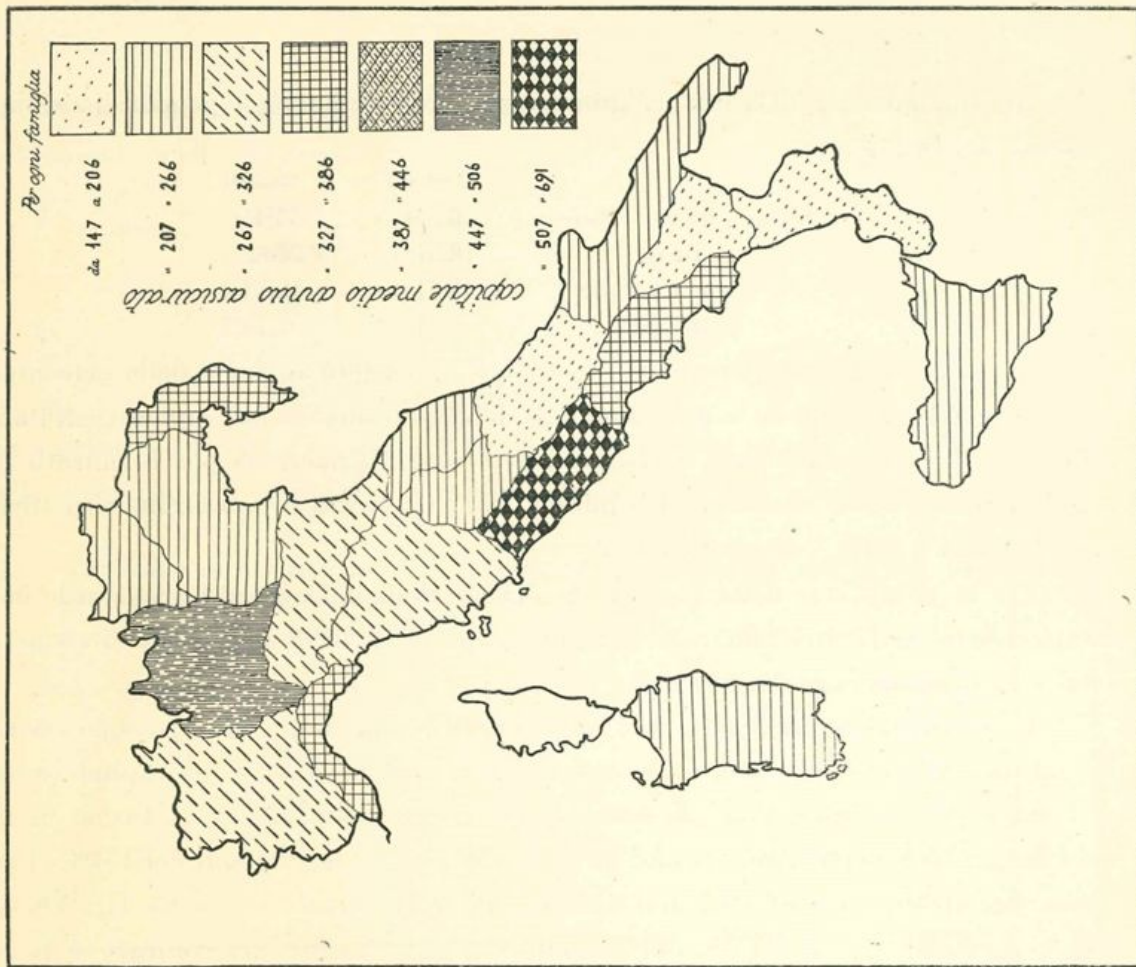 Per ogni famiglia
da 147 a 206
" 207 " 266
" 267 " 326
" 327 " 386
" 387 " 446
" 447 " 506
" 507 " 691
capitale medio annuo assicurato